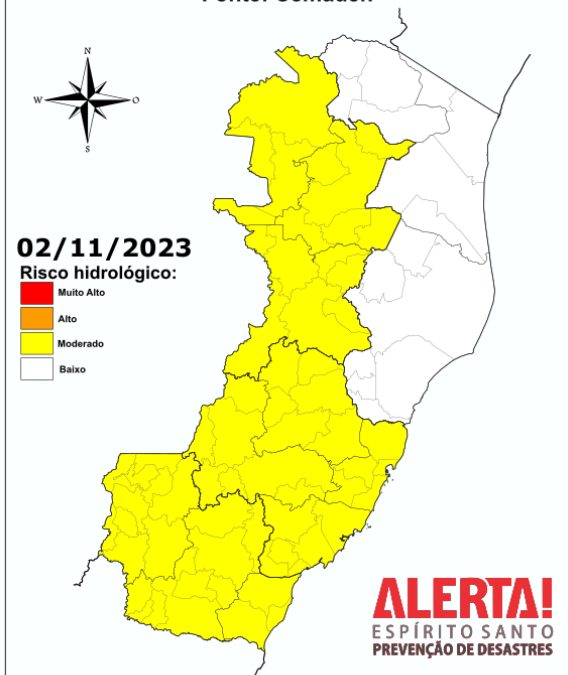 N
W O
S
02/11/2023
Risco hidrológico:
Muito Alto
Alto
Moderado
Baixo
ALERTA!
ESPÍRITO SANTO
PREVENÇÃO DE DESASTRES